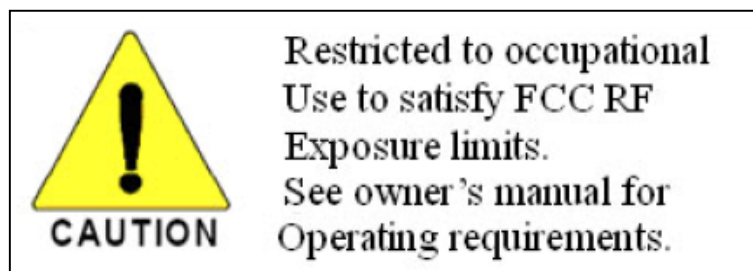 Restricted to occupational
Use to satisfy FCC RF
Exposure limits.
See owner's manual for
Operating requirements.
CAUTION